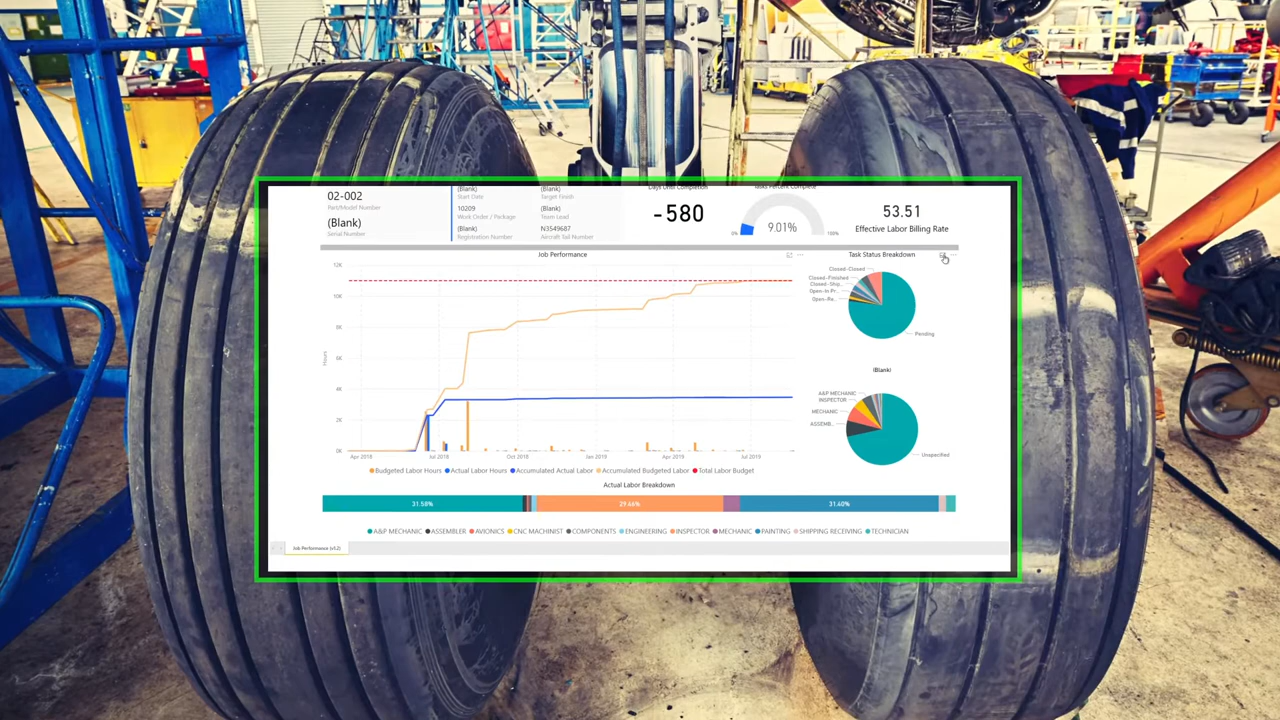 02-002
Part/Model Number
(Blank)
Serial Number
(Blank)
Start Date
10209
Work Order / Package
(Blank)
Registration Number
(Blank)
Target Finish
(Blank)
Team Lead
N3549687
Aircraft Tail Number
Days Until Completion
-580
Tasks Percent Complete
0%
9.01%
100%
53.51
Effective Labor Billing Rate
Job Performance
12K
10K
8K
6K
4K
2K
0K
Hours
Apr 2018
Jul 2018
Oct 2018
Jan 2019
Apr 2019
Jul 2019
Budgeted Labor Hours Actual Labor Hours Accumulated Actual Labor Accumulated Budgeted Labor Total Labor Budget
Task Status Breakdown
Closed-Closed
Closed-Finished
Closed-Ship...
Open-In Pr...
Open-Re...
Pending
(Blank)
A&P MECHANIC
INSPECTOR
MECHANIC
ASSEMB...
Unspecified
Actual Labor Breakdown
31.58%
29.66%
31.60%
A&P MECHANIC ASSEMBLER AVIONICS CNC MACHINIST COMPONENTS ENGINEERING INSPECTOR MECHANIC PAINTING SHIPPING RECEIVING TECHNICIAN
Job Performance (v3.2)